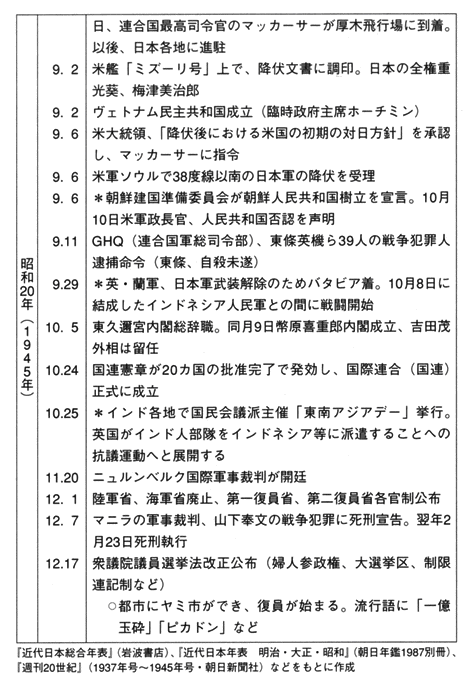 日、連合国最高司令官のマッカーサーが厚木飛行場に到着。
以後、日本各地に進駐
9. 2 米艦「ミズーリ号」上で、降伏文書に調印。日本の全権重
光葵、梅津美治郎
9. 2 ヴェトナム民主共和国成立（臨時政府主席ホーチミン）
9. 6 米大統領、「降伏後における米国の初期の対日方針」を承認
し、マッカーサーに指令
9. 6 米軍ソウルで38度線以南の日本軍の降伏を受理
9. 6 ＊朝鮮建国準備委員会が朝鮮人民共和国樹立を宣言。10月
10日米軍政長官、人民共和国否認を声明
9.11 GHQ（連合国軍総司令部）、東條英機ら39人の戦争犯罪人
逮捕命令（東條、自殺未遂）
昭和20年（1945年）
9.29 ＊英・蘭軍、日本軍武装解除のためバタビア着。10月8日に
結成したインドネシア人民軍との間に戦闘開始
10. 5 東久邇宮内閣総辞職。同月9日幣原喜重郎内閣成立、吉田茂
外相は留任
10.24 国連憲章が20カ国の批准完了で発効し、国際連合（国連）
正式に成立
10.25 ＊インド各地で国民会議派主催「東南アジアデー」挙行。
英国がインド人部隊をインドネシア等に派遣することへの
抗議運動へと展開する
11.20 ニュルンベルク国際軍事裁判が開廷
12. 1 陸軍省、海軍省廃止、第一復員省、第二復員省各官制公布
12. 7 マニラの軍事裁判、山下奉文の戦争犯罪に死刑宣告。翌年2
月23日死刑執行
12.17 衆議院議員選挙法改正公布（婦人参政権、大選挙区、制限
連記制など）
○都市にヤミ市ができ、復員が始まる。流行語に「一億
玉砕」「ピカドン」など
『近代日本総合年表』（岩波書店）、『近代日本年表　明治・大正・昭和』（朝日年鑑1987別冊）、
『週刊20世紀』（1937年号〜1945年号・朝日新聞社）などをもとに作成